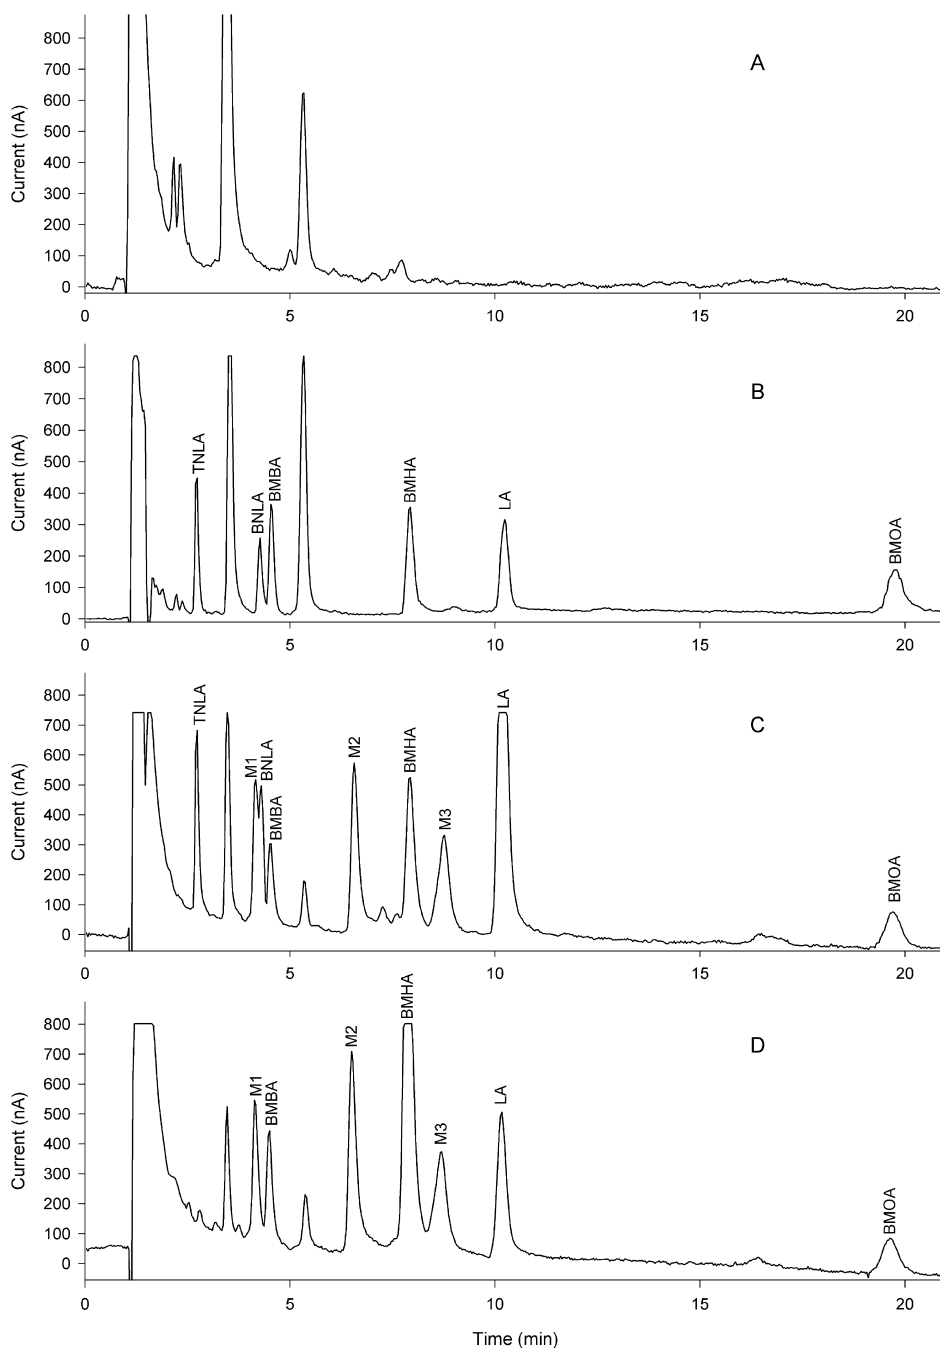 A
Current (nA)
800
700
600
500
400
300
200
100
0
0 5 10 15 20
B
Current (nA)
800
700
600
500
400
300
200
100
0
TNLA
BNLA
BMBA
BMHA
LA
BMOA
0 5 10 15 20
C
Current (nA)
800
700
600
500
400
300
200
100
0
TNLA
M1
BNLA
BMBA
M2
BMHA
M3
LA
BMOA
0 5 10 15 20
D
Current (nA)
800
700
600
500
400
300
200
100
0
M1
BMBA
M2
BMHA
M3
LA
BMOA
0 5 10 15 20
Time (min)